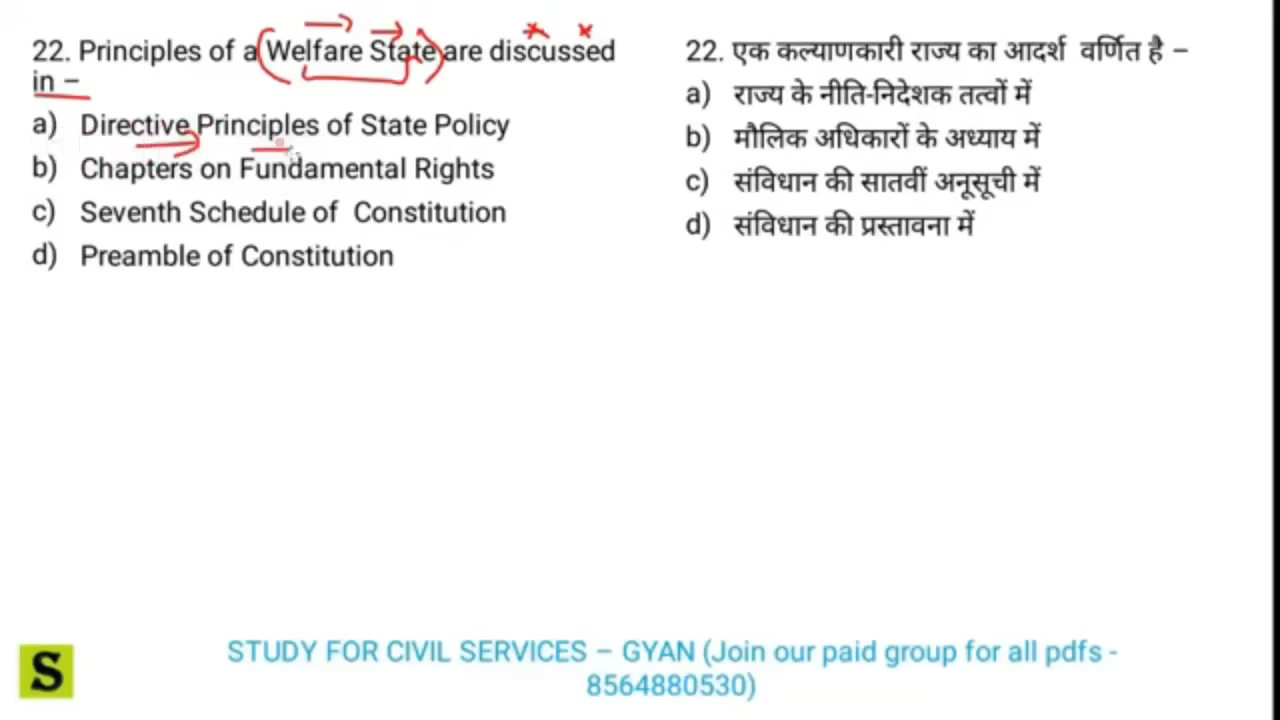 22. Principles of a Welfare State are discussed
in –
a) Directive Principles of State Policy
b) Chapters on Fundamental Rights
c) Seventh Schedule of Constitution
d) Preamble of Constitution
22. एक कल्याणकारी राज्य का आदर्श वर्णित है –
a) राज्य के नीति-निदेशक तत्वों में
b) मौलिक अधिकारों के अध्याय में
c) संविधान की सातवीं अनूसूची में
d) संविधान की प्रस्तावना में
S
STUDY FOR CIVIL SERVICES – GYAN (Join our paid group for all pdfs -
8564880530)